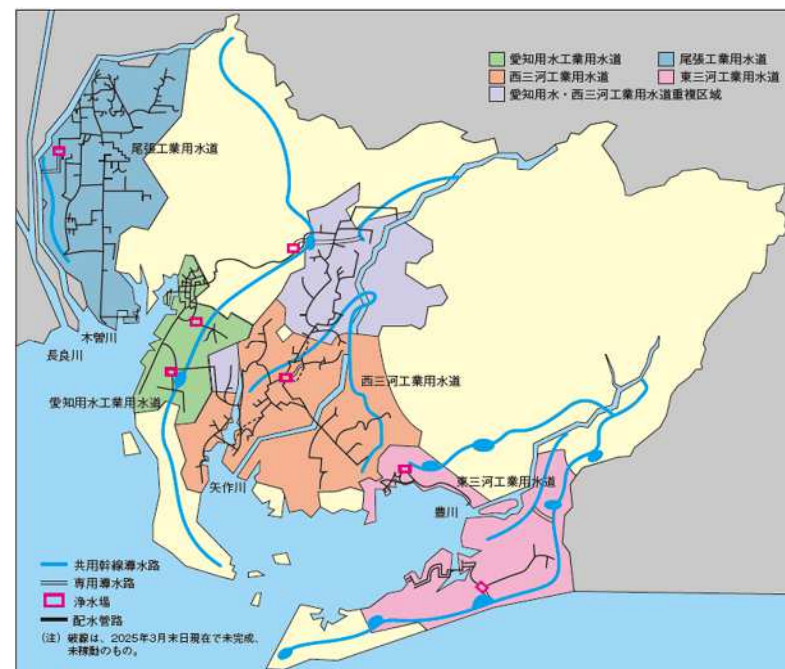 愛知用水工業用水道
尾張工業用水道
西三河工業用水道
東三河工業用水道
愛知用水・西三河工業用水道重複区域
尾張工業用水道
木曽川
長良川
愛知用水工業用水道
西三河工業用水道
矢作川
東三河工業用水道
豊川
共用幹線導水路
専用導水路
浄水場
配水管路
(注) 破線は、2025年3月末日現在で未完成、
未稼動のもの。